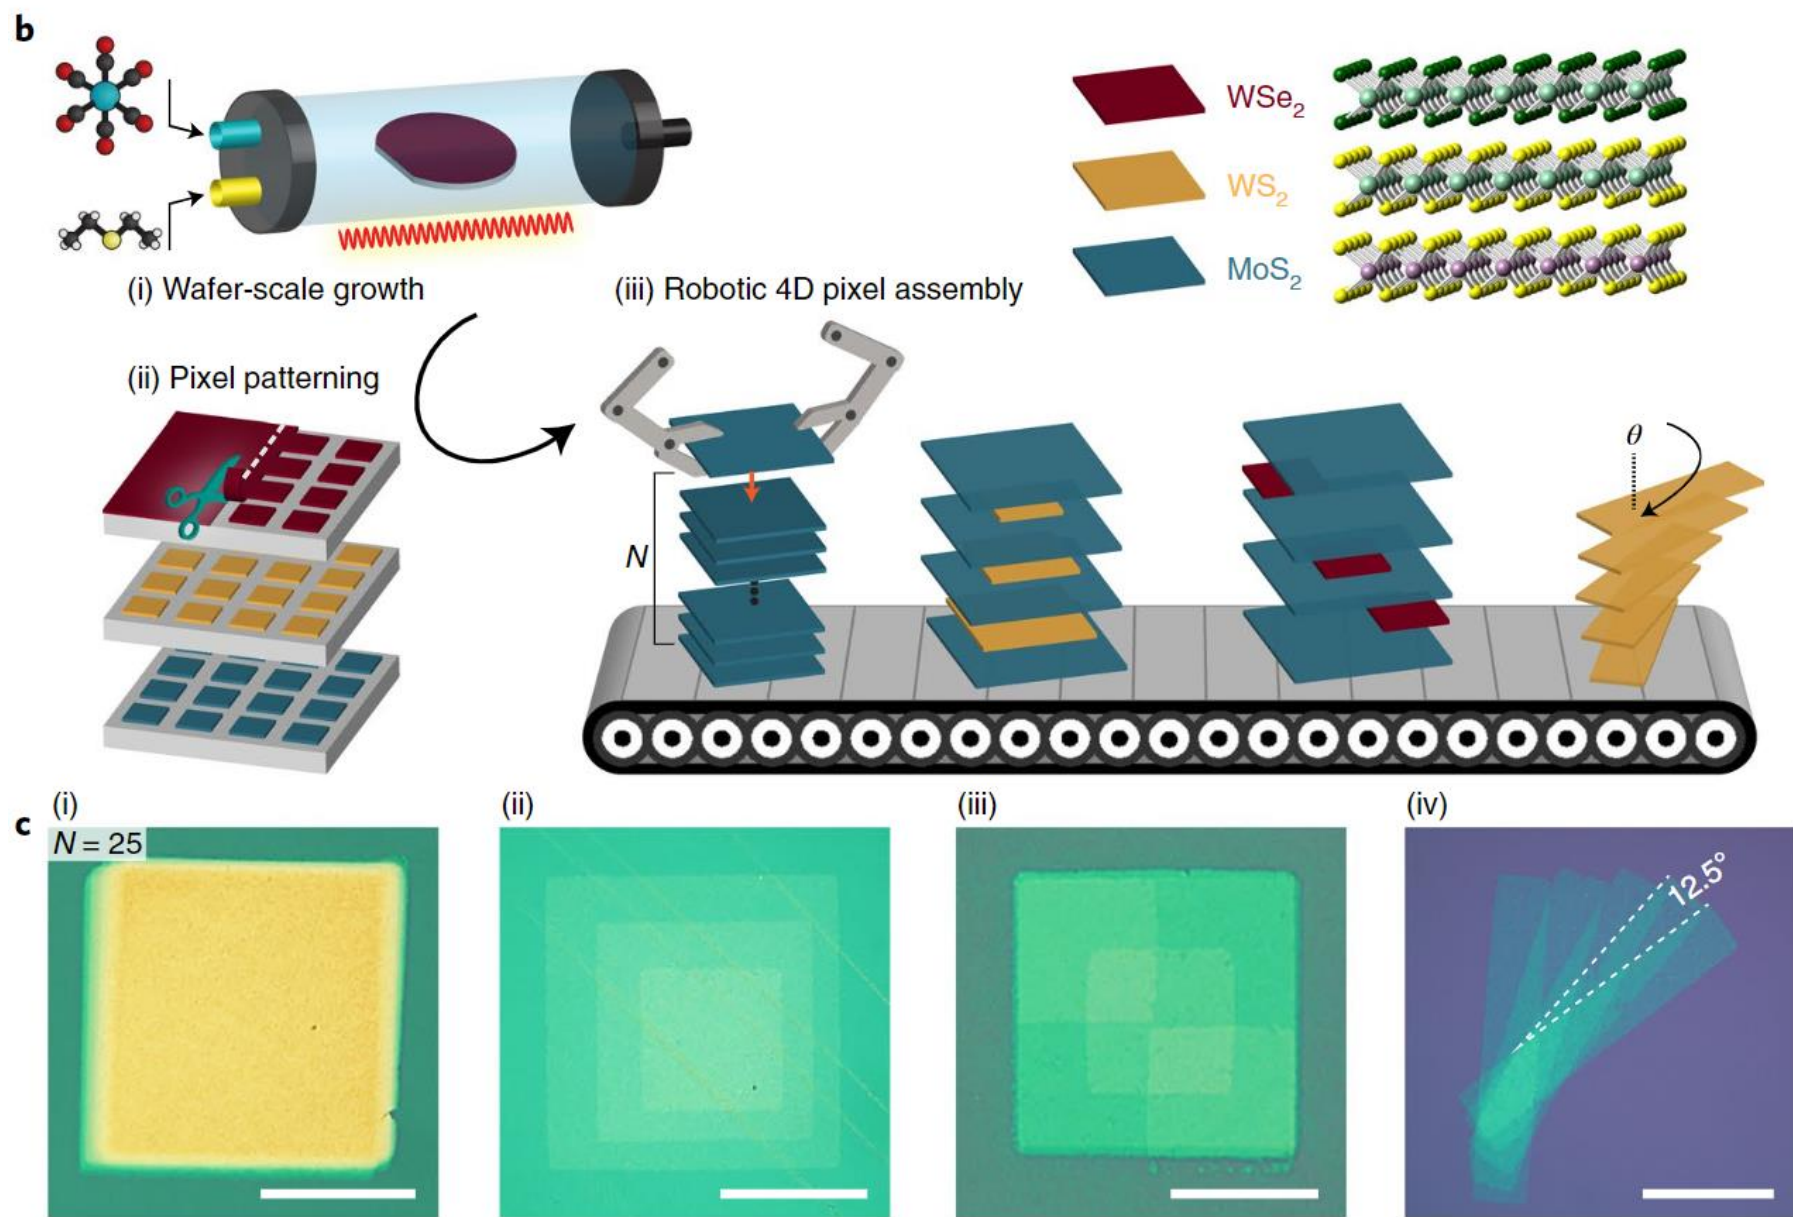 b
WSe2
WS2
MoS2
(i) Wafer-scale growth
(iii) Robotic 4D pixel assembly
(ii) Pixel patterning
θ
N
c
(i)
(ii)
(iii)
(iv)
N = 25
12.5°